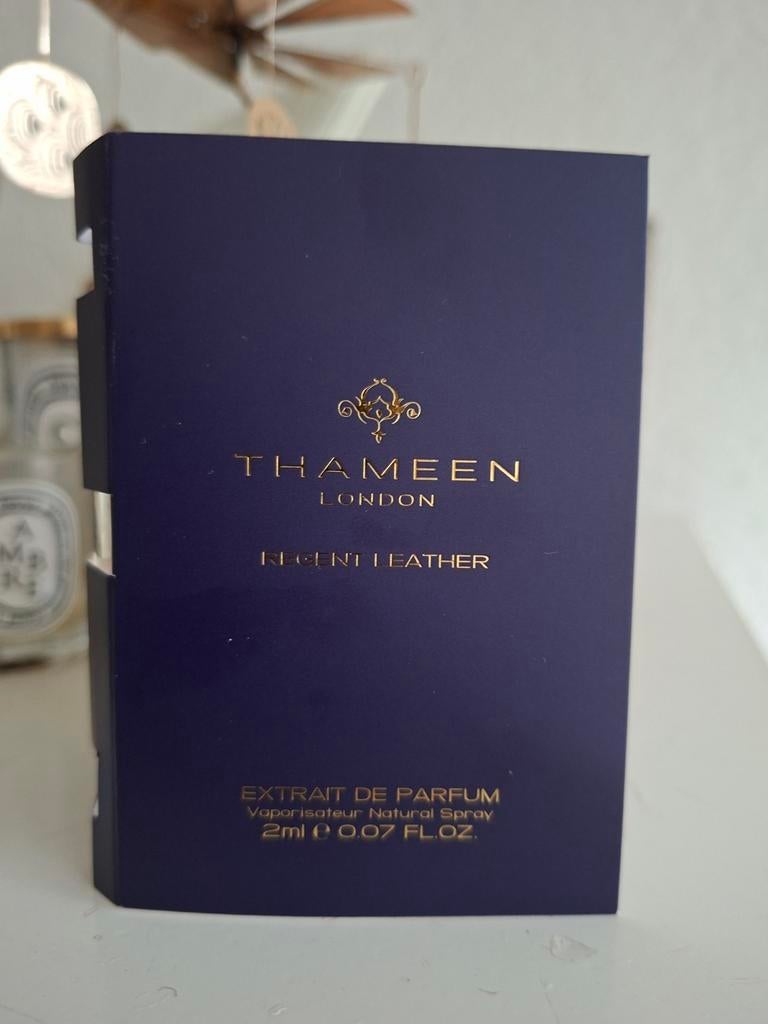 THAMEEN
LONDON
REGENT LEATHER
EXTRAIT DE PARFUM
Vaporisateur Natural Spray
2ml ℮ 0.07 FL.OZ.